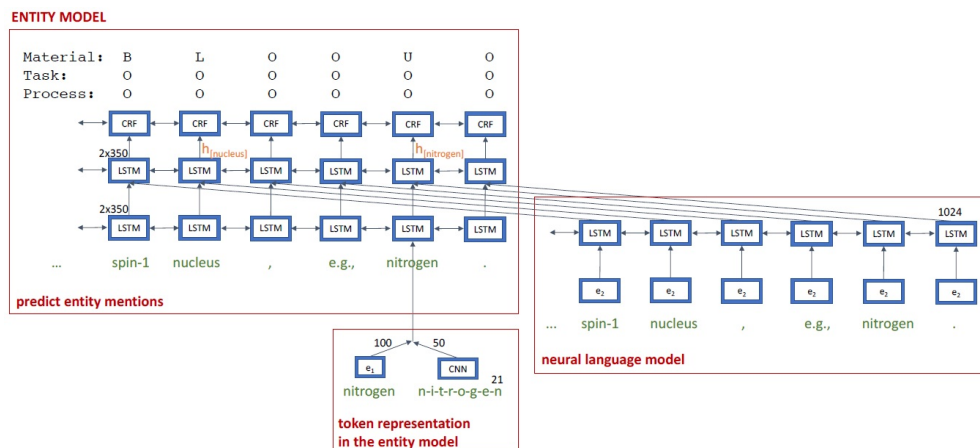 ENTITY MODEL
Material: B L O O U O
Task: O O O O O O
Process: O O O O O O
CRF CRF CRF CRF CRF CRF
h[nucleus] h[nitrogen]
2x350
LSTM LSTM LSTM LSTM LSTM LSTM
2x350
LSTM LSTM LSTM LSTM LSTM LSTM
... spin-1 nucleus , e.g., nitrogen .
predict entity mentions
1024
LSTM LSTM LSTM LSTM LSTM LSTM
e2 e2 e2 e2 e2 e2
... spin-1 nucleus , e.g., nitrogen .
neural language model
100 50
e1 CNN
21
nitrogen n-i-t-r-o-g-e-n
token representation
in the entity model